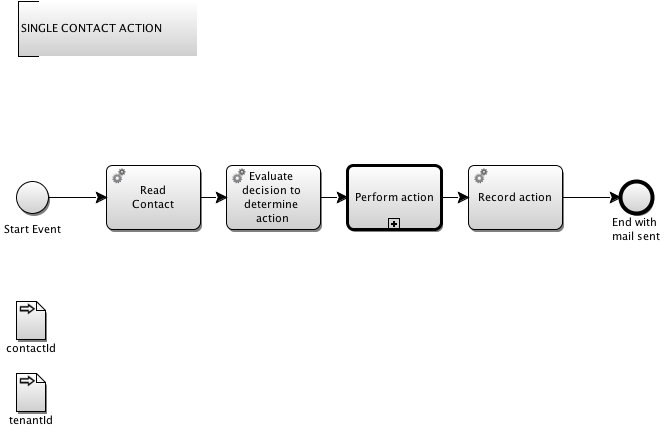 SINGLE CONTACT ACTION
Start Event
Read
Contact
Evaluate
decision to
determine
action
Perform action
Record action
End with
mail sent
contactId
tenantId